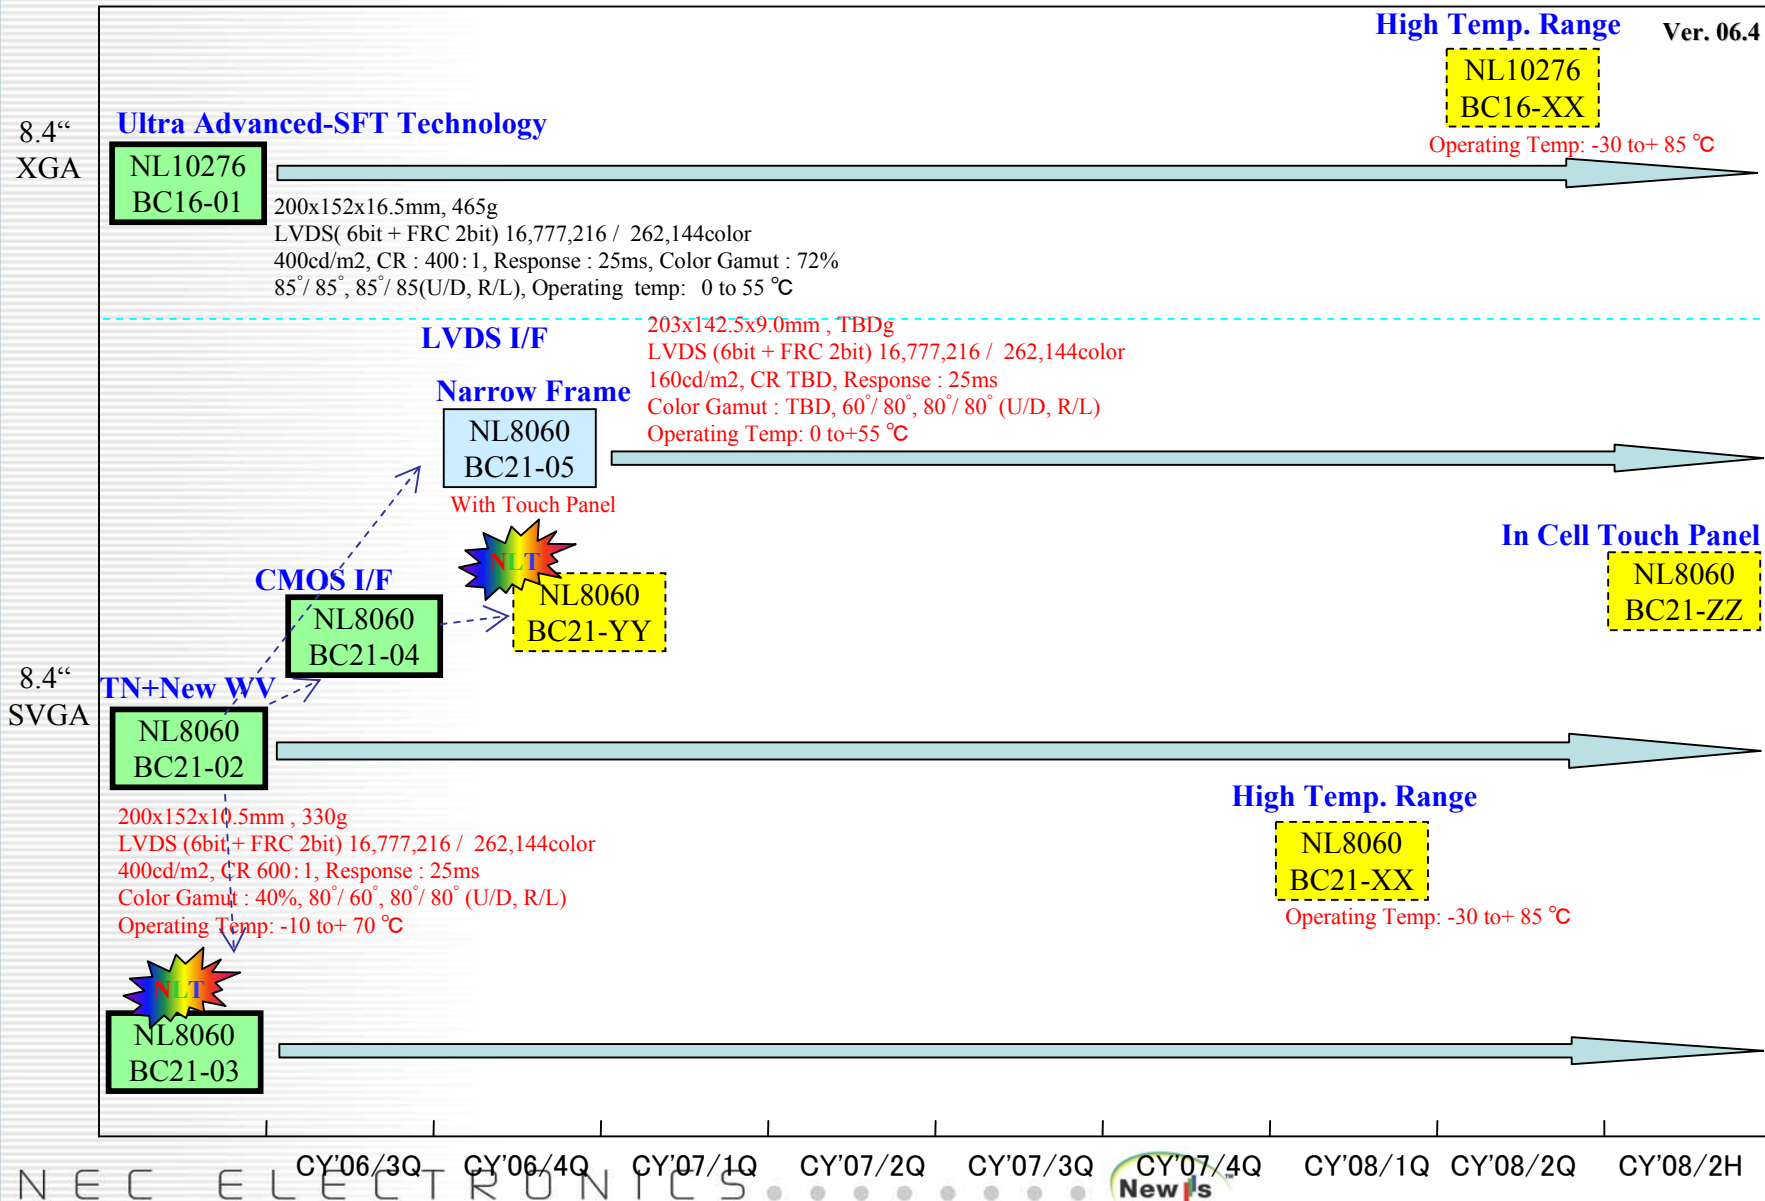 High Temp. Range
Ver. 06.4
NL10276
BC16-XX
Operating Temp: -30 to+ 85 ℃
8.4“
XGA
Ultra Advanced-SFT Technology
NL10276
BC16-01
200x152x16.5mm, 465g
LVDS( 6bit + FRC 2bit) 16,777,216 / 262,144color
400cd/m2, CR : 400:1, Response : 25ms, Color Gamut : 72%
85°/ 85°, 85°/ 85(U/D, R/L), Operating temp: 0 to 55 ℃
LVDS I/F
203x142.5x9.0mm , TBDg
LVDS (6bit + FRC 2bit) 16,777,216 / 262,144color
160cd/m2, CR TBD, Response : 25ms
Color Gamut : TBD, 60°/ 80°, 80°/ 80° (U/D, R/L)
Operating Temp: 0 to+55 ℃
Narrow Frame
NL8060
BC21-05
With Touch Panel
NLT
NL8060
BC21-YY
In Cell Touch Panel
NL8060
BC21-ZZ
CMOS I/F
NL8060
BC21-04
8.4“
SVGA
TN+New WV
NL8060
BC21-02
200x152x10.5mm , 330g
LVDS (6bit + FRC 2bit) 16,777,216 / 262,144color
400cd/m2, CR 600:1, Response : 25ms
Color Gamut : 40%, 80°/ 60°, 80°/ 80° (U/D, R/L)
Operating Temp: -10 to+ 70 ℃
High Temp. Range
NL8060
BC21-XX
Operating Temp: -30 to+ 85 ℃
NLT
NL8060
BC21-03
CY'06/3Q CY'06/4Q CY'07/1Q CY'07/2Q CY'07/3Q CY'07/4Q CY'08/1Q CY'08/2Q CY'08/2H
NEC ELECTRONICS